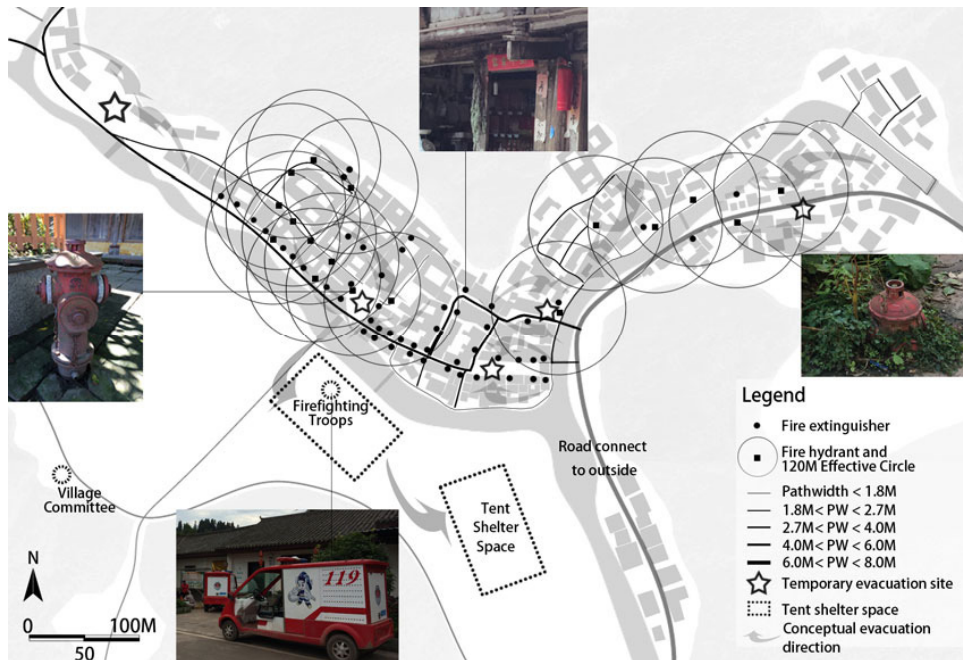 Firefighting
Troops
Village
Committee
Tent
Shelter
Space
Road connect
to outside
N
0
100M
50
119
Legend
Fire extinguisher
Fire hydrant and
120M Effective Circle
Pathwidth < 1.8M
1.8M< PW < 2.7M
2.7M< PW < 4.0M
4.0M< PW < 6.0M
6.0M< PW < 8.0M
Temporary evacuation site
Tent shelter space
Conceptual evacuation
direction